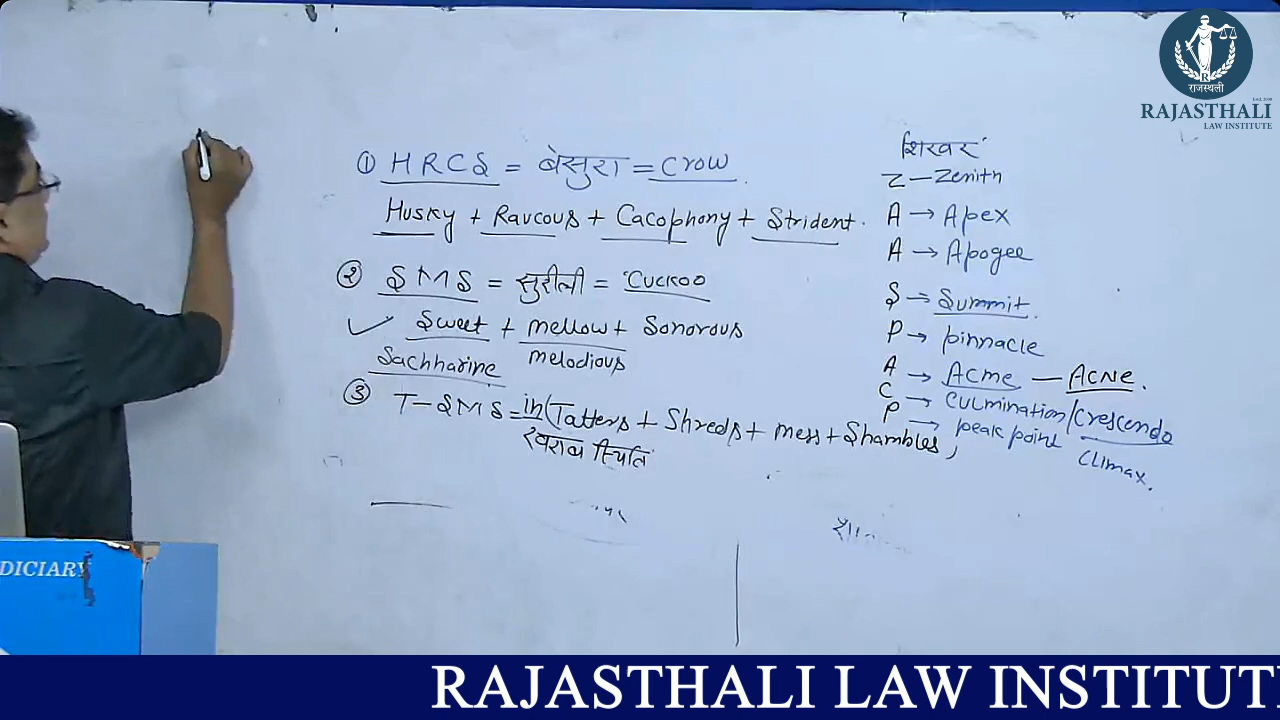 राजस्थली
RAJASTHALI
LAW INSTITUTE
① HRCS = बेसुरा = Crow
Husky + Raucous + Cacophony + Strident.
② SMS = सुरीली = Cuckoo
Sweet + mellow + Sonorous
melodious
Sachharine
③ T-SMS = in (Tatters + Shreds + mess + Shambles,
खराब स्थिति
शिखर
Z — Zenith
A → Apex
A → Apogee
S → Summit.
P → pinnacle
A → Acme — ACNE.
C → Culmination/Crescendo
P → peak point
Climax.
DICIARY
RAJASTHALI LAW INSTITUT